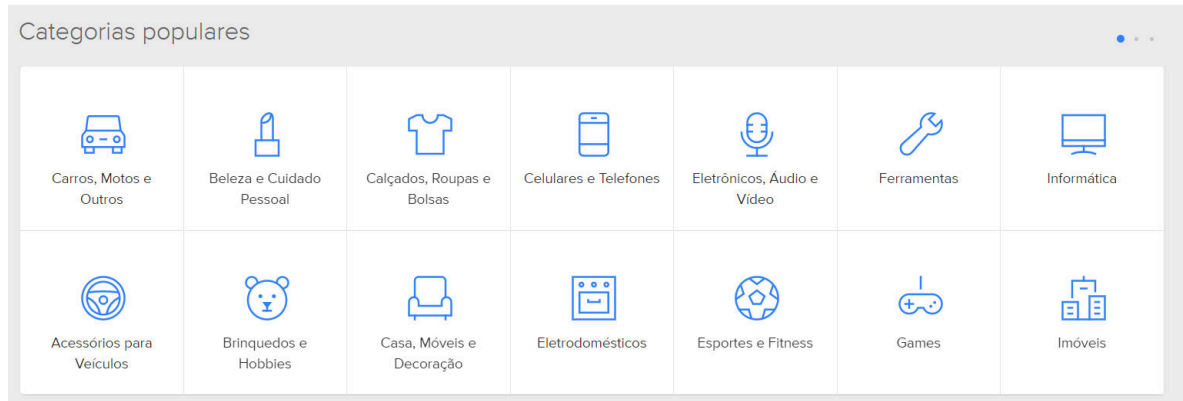 Categorias populares
Carros, Motos e
Outros
Beleza e Cuidado
Pessoal
Calçados, Roupas e
Bolsas
Celulares e Telefones
Eletrônicos, Áudio e
Vídeo
Ferramentas
Informática
Acessórios para
Veículos
Brinquedos e
Hobbies
Casa, Móveis e
Decoração
Eletrodomésticos
Esportes e Fitness
Games
Imóveis